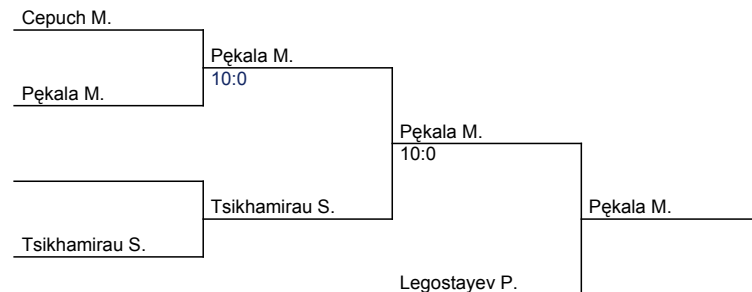 Cepuch M.
Pękala M.
10:0
Pękala M.
Pękala M.
10:0
Tsikhamirau S.
Pękala M.
Tsikhamirau S.
Legostayev P.